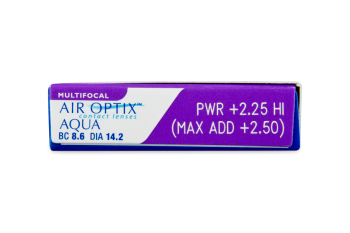 MULTIFOCAL
AIR OPTIX
contact lenses
AQUA
BC 8.6 DIA 14.2
PWR +2.25 HI
(MAX ADD +2.50)